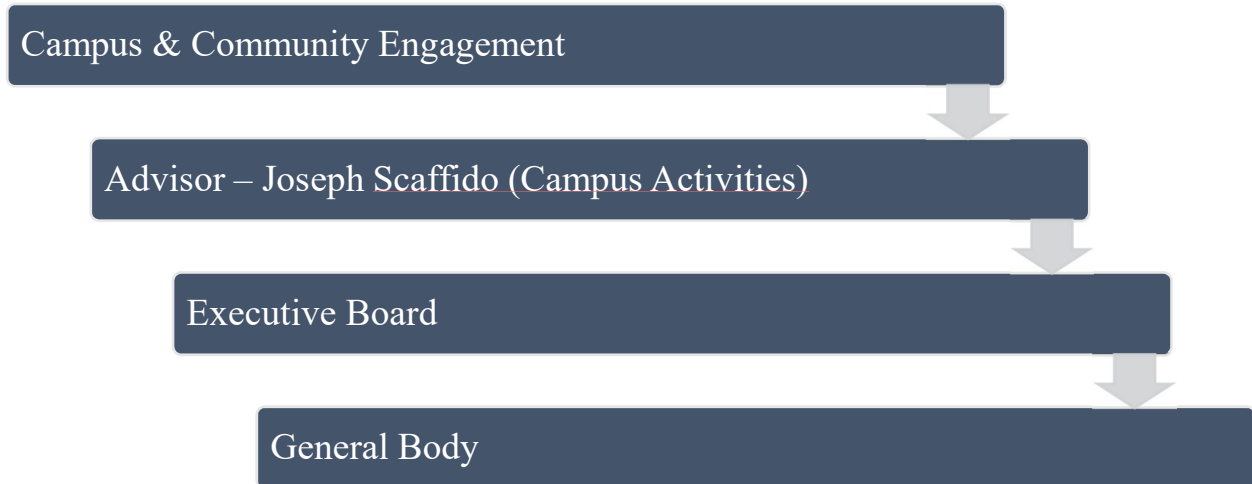 Campus & Community Engagement
Advisor – Joseph Scaffido (Campus Activities)
Executive Board
General Body